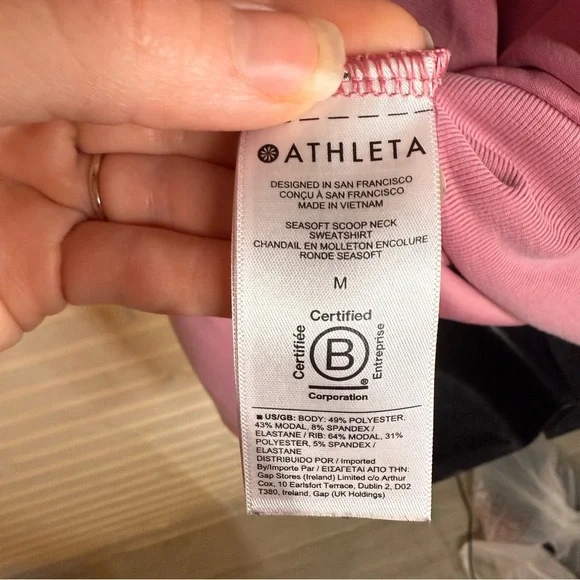 ATHLETA
DESIGNED IN SAN FRANCISCO
CONÇU À SAN FRANCISCO
MADE IN VIETNAM
SEASOFT SCOOP NECK
SWEATSHIRT
CHANDAIL EN MOLLETON ENCOLURE
RONDE SEASOFT
M
Certified
Certifiée
B
Entreprise
®
Corporation
US/GB: BODY: 49% POLYESTER,
43% MODAL, 8% SPANDEX /
ELASTANE / RIB: 64% MODAL, 31%
POLYESTER, 5% SPANDEX /
ELASTANE
DISTRIBUIDO POR / Imported
By/Importe Par / ΕΙΣΑΓΕΤΑΙ ΑΠΟ ΤΗΝ:
Gap Stores (Ireland) Limited c/o Arthur
Cox, 10 Earlsfort Terrace, Dublin 2, D02
T380, Ireland, Gap (UK Holdings)